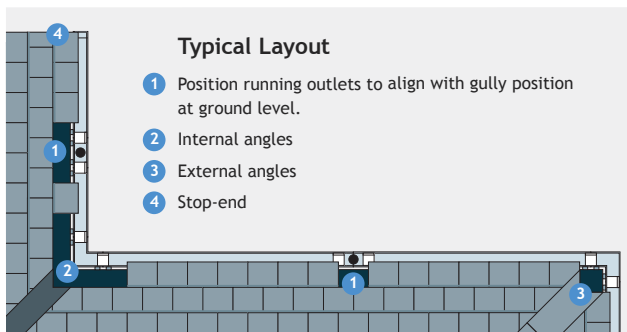 4
Typical Layout
1 Position running outlets to align with gully position
at ground level.
2 Internal angles
3 External angles
4 Stop-end
1
2
1
3